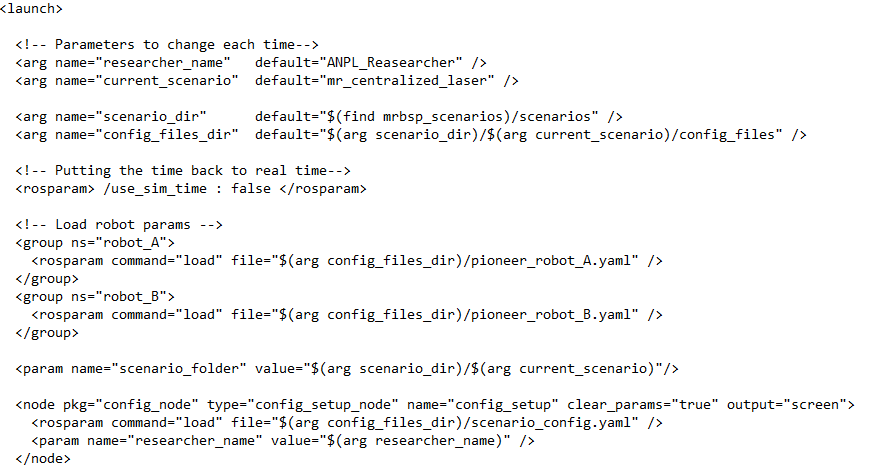 <launch>
<!-- Parameters to change each time-->
<arg name="researcher_name"   default="ANPL_Reasearcher" />
<arg name="current_scenario"  default="mr_centralized_laser" />
<arg name="scenario_dir"      default="$(find mrbsp_scenarios)/scenarios" />
<arg name="config_files_dir"  default="$(arg scenario_dir)/$(arg current_scenario)/config_files" />
<!-- Putting the time back to real time-->
<rosparam> /use_sim_time : false </rosparam>
<!-- Load robot params -->
<group ns="robot_A">
<rosparam command="load" file="$(arg config_files_dir)/pioneer_robot_A.yaml" />
</group>
<group ns="robot_B">
<rosparam command="load" file="$(arg config_files_dir)/pioneer_robot_B.yaml" />
</group>
<param name="scenario_folder" value="$(arg scenario_dir)/$(arg current_scenario)"/>
<node pkg="config_node" type="config_setup_node" name="config_setup" clear_params="true" output="screen">
<rosparam command="load" file="$(arg config_files_dir)/scenario_config.yaml" />
<param name="researcher_name" value="$(arg researcher_name)" />
</node>